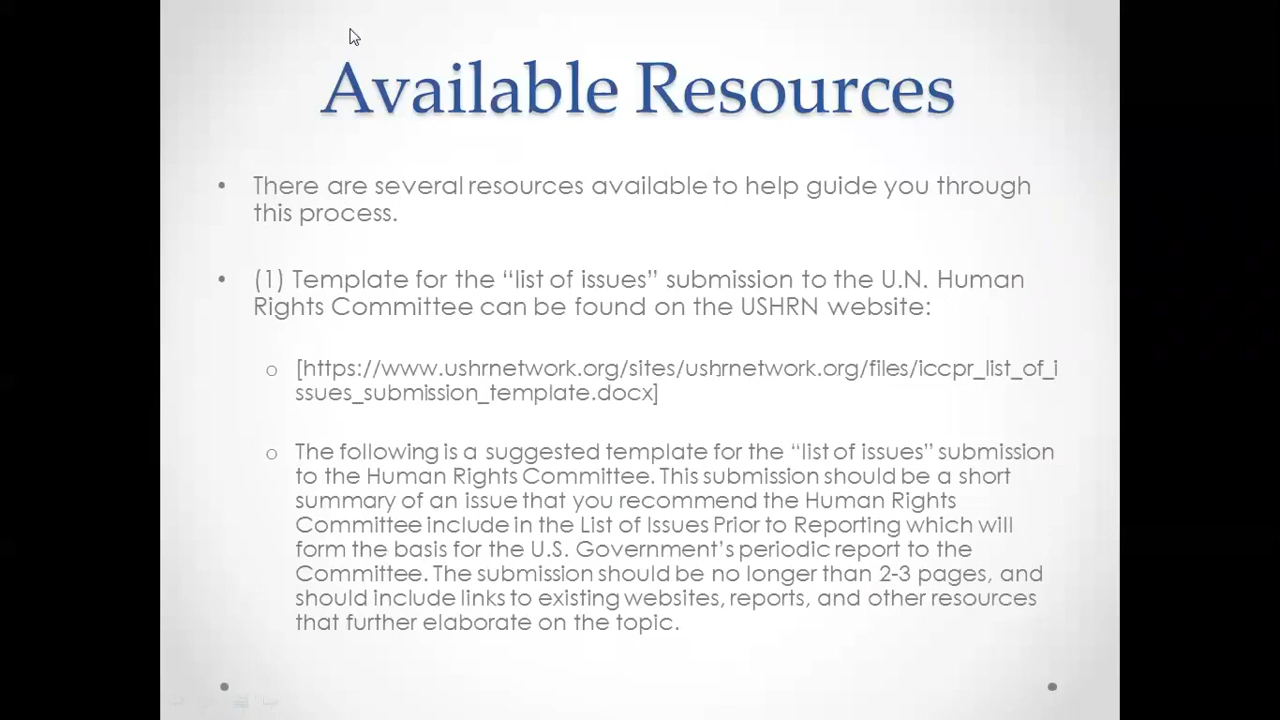 Available Resources
• There are several resources available to help guide you through
this process.
• (1) Template for the “list of issues” submission to the U.N. Human
Rights Committee can be found on the USHRN website:
o [https://www.ushrnetwork.org/sites/ushrnetwork.org/files/iccpr_list_of_i
ssues_submission_template.docx]
o The following is a suggested template for the “list of issues” submission
to the Human Rights Committee. This submission should be a short
summary of an issue that you recommend the Human Rights
Committee include in the List of Issues Prior to Reporting which will
form the basis for the U.S. Government’s periodic report to the
Committee. The submission should be no longer than 2-3 pages, and
should include links to existing websites, reports, and other resources
that further elaborate on the topic.